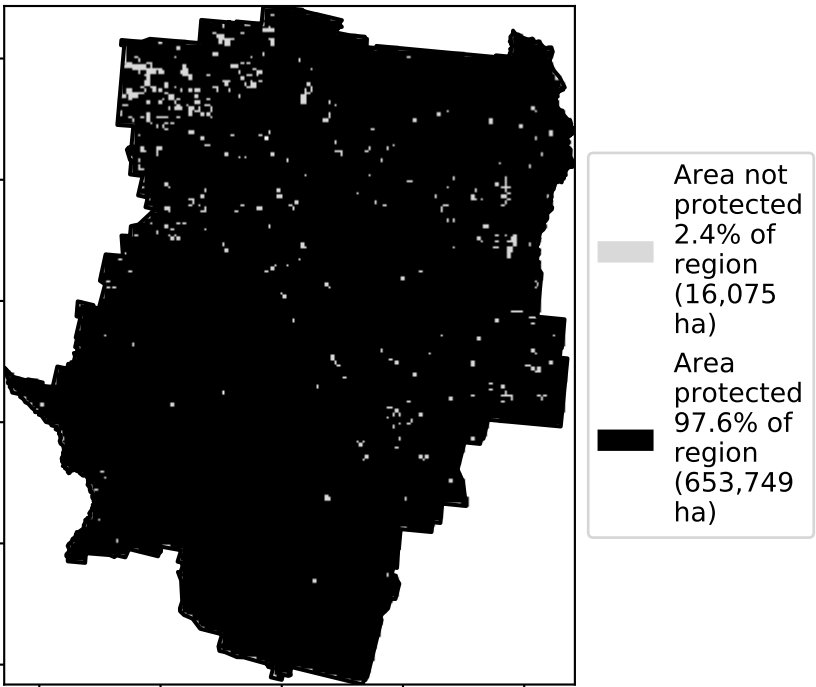 Area not
protected
2.4% of
region
(16,075
ha)
Area
protected
97.6% of
region
(653,749
ha)